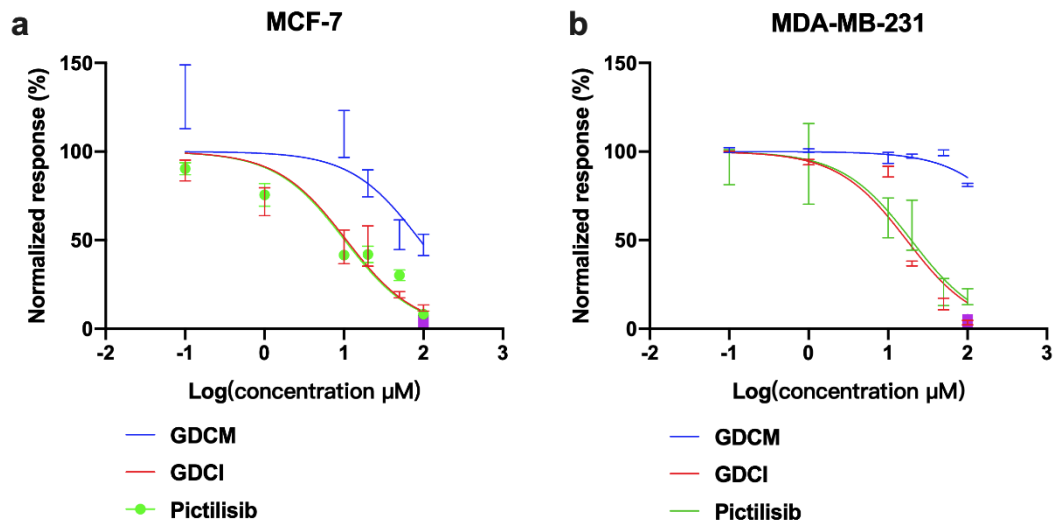 a
MCF-7
Normalized response (%)
150
100
50
0
-2
-1
0
1
2
3
Log(concentration µM)
GDCM
GDCI
Pictilisib
b
MDA-MB-231
Normalized response (%)
150
100
50
0
-2
-1
0
1
2
3
Log(concentration µM)
GDCM
GDCI
Pictilisib